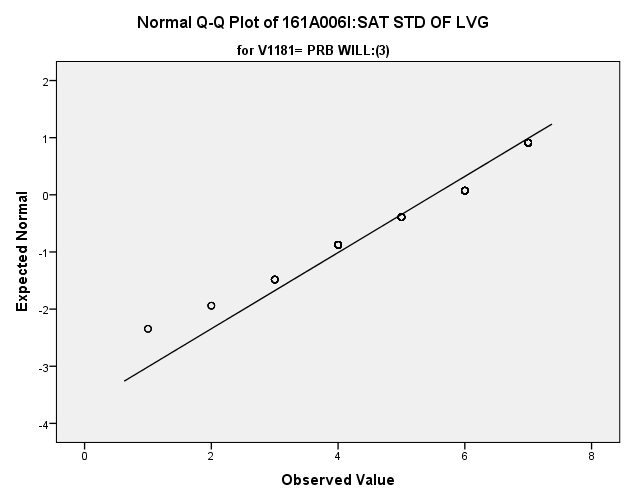 Normal Q-Q Plot of 161A006I:SAT STD OF LVG
for V1181= PRB WILL:(3)
Expected Normal
2
1
0
-1
-2
-3
-4
0 2 4 6 8
Observed Value